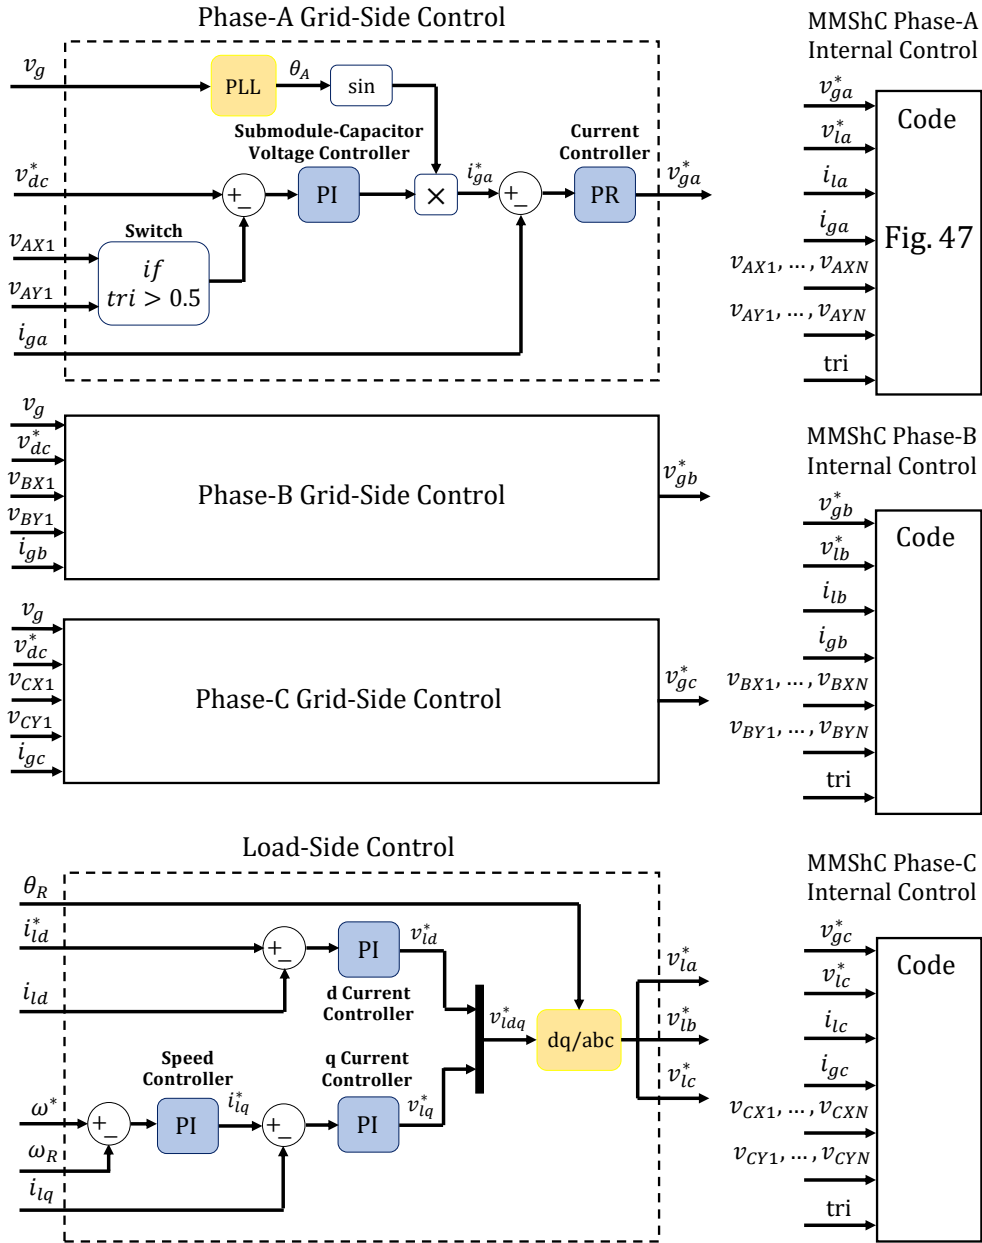 Phase-A Grid-Side Control
v_g
PLL
θ_A
sin
Submodule-Capacitor
Voltage Controller
Current
Controller
v*_dc
+
−
PI
×
i*_ga
+
−
PR
v*_ga
Switch
v_AX1
if
tri > 0.5
v_AY1
i_ga
v_g
v*_dc
v_BX1
v_BY1
i_gb
Phase-B Grid-Side Control
v*_gb
v_g
v*_dc
v_CX1
v_CY1
i_gc
Phase-C Grid-Side Control
v*_gc
Load-Side Control
θ_R
i*_ld
+
−
PI
v*_ld
d Current
Controller
i_ld
v*_ldq
dq/abc
v*_la
v*_lb
v*_lc
Speed
Controller
q Current
Controller
ω*
+
−
PI
i*_lq
+
−
PI
v*_lq
ω_R
i_lq
MMShC Phase-A
Internal Control
v*_ga
Code
v*_la
i_la
i_ga
Fig. 47
v_AX1, … , v_AXN
v_AY1, … , v_AYN
tri
MMShC Phase-B
Internal Control
v*_gb
Code
v*_lb
i_lb
i_gb
v_BX1, … , v_BXN
v_BY1, … , v_BYN
tri
MMShC Phase-C
Internal Control
v*_gc
Code
v*_lc
i_lc
i_gc
v_CX1, … , v_CXN
v_CY1, … , v_CYN
tri